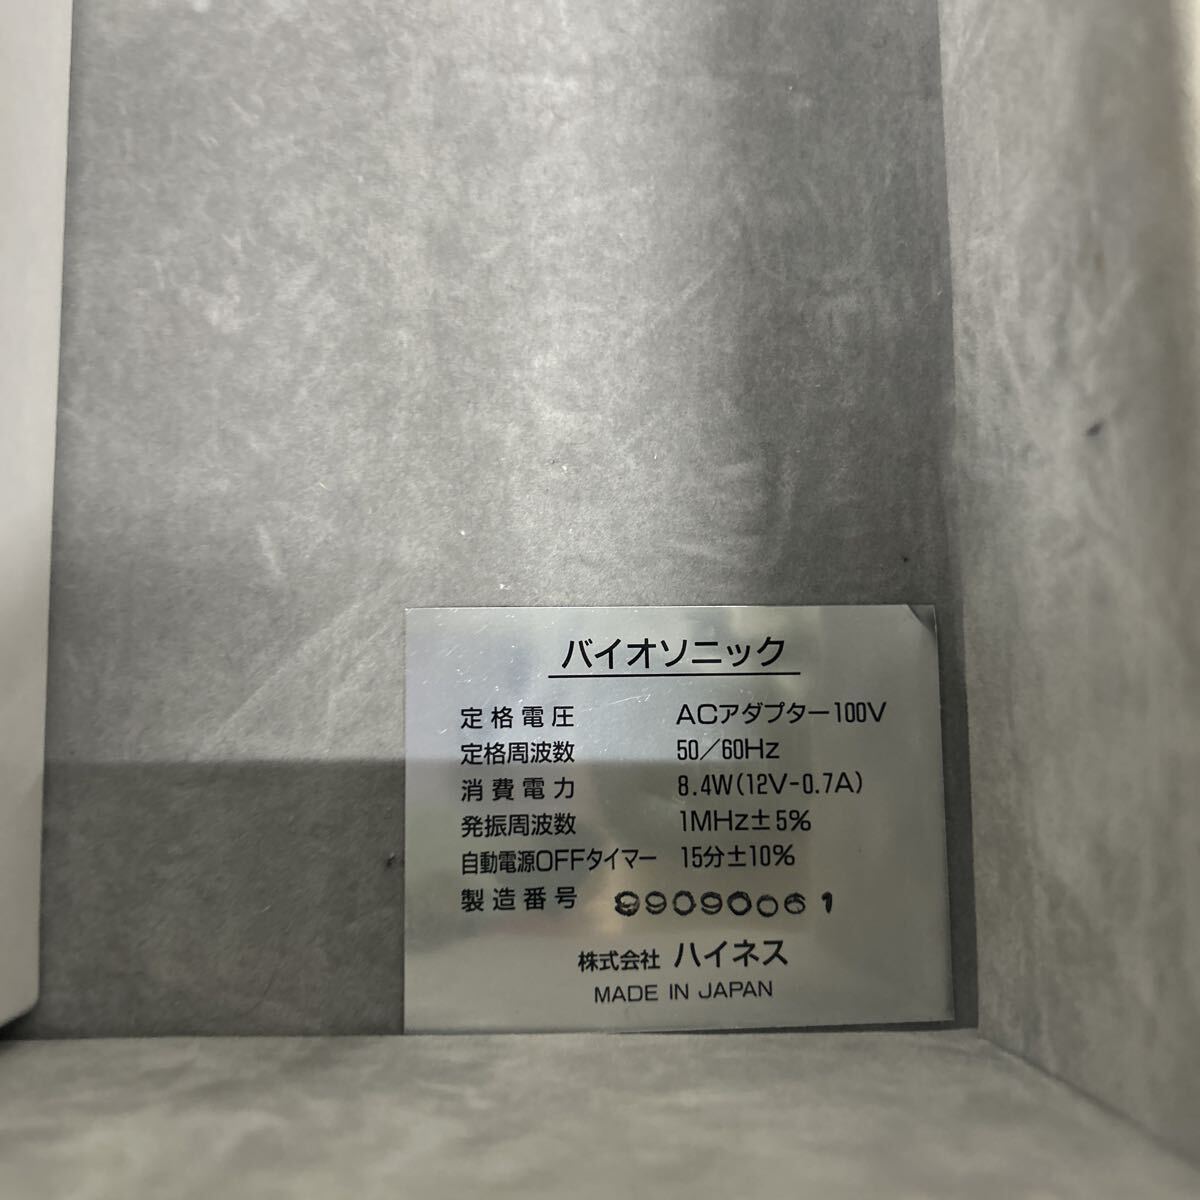 バイオソニック
定格電圧 ACアダプター100V
定格周波数 50/60Hz
消費電力 8.4W(12V-0.7A)
発振周波数 1MHz±5%
自動電源OFFタイマー 15分±10%
製造番号 99090061
株式会社 ハイネス
MADE IN JAPAN